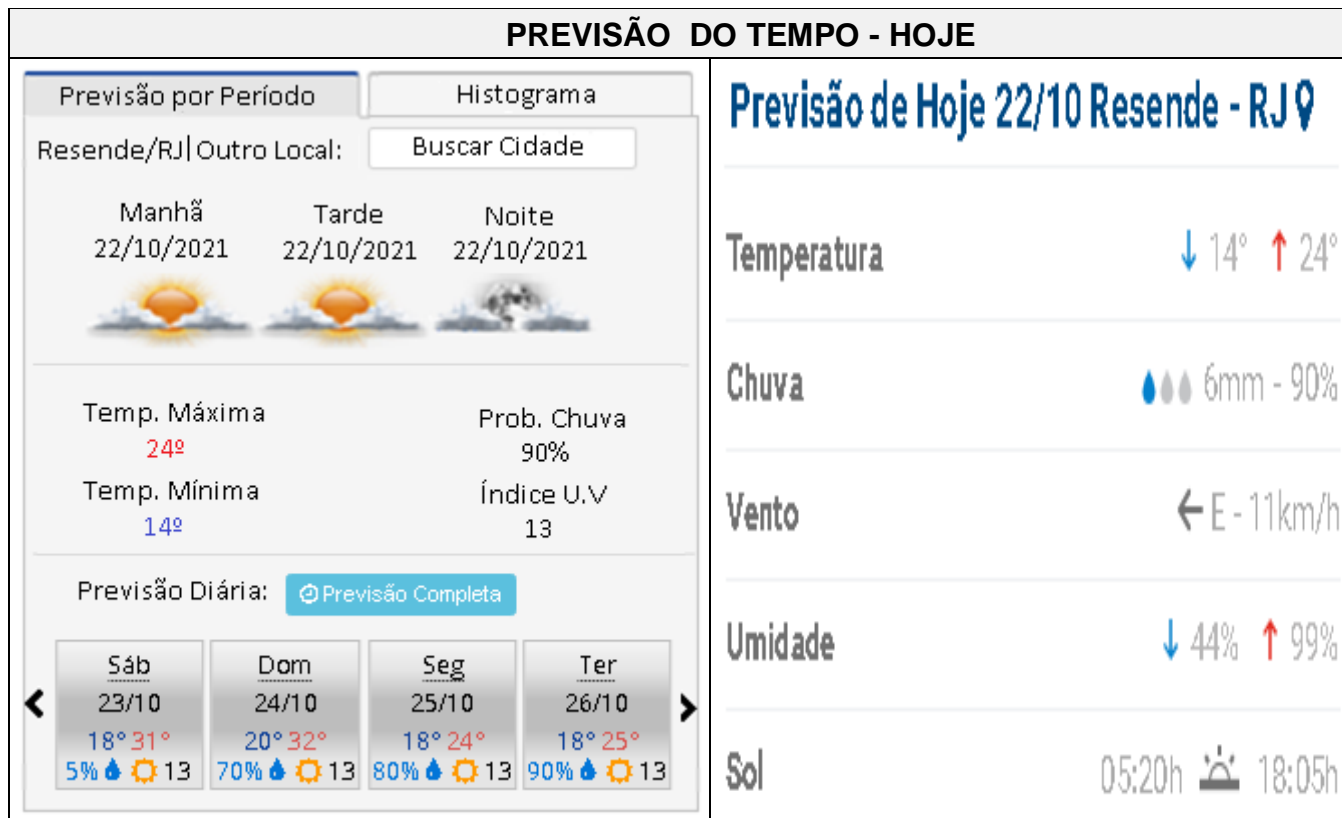 PREVISÃO DO TEMPO - HOJE
Previsão por Período
Histograma
Resende/RJ|Outro Local:
Buscar Cidade
Manhã
22/10/2021
Tarde
22/10/2021
Noite
22/10/2021
Temp. Máxima
24º
Prob. Chuva
90%
Temp. Mínima
14º
Índice U.V
13
Previsão Diária:
Previsão Completa
Sáb
23/10
18° 31°
5% 13
Dom
24/10
20° 32°
70% 13
Seg
25/10
18° 24°
80% 13
Ter
26/10
18° 25°
90% 13
Previsão de Hoje 22/10 Resende - RJ
Temperatura ↓ 14° ↑ 24°
Chuva 6mm - 90%
Vento ← E - 11km/h
Umidade ↓ 44% ↑ 99%
Sol 05:20h 18:05h